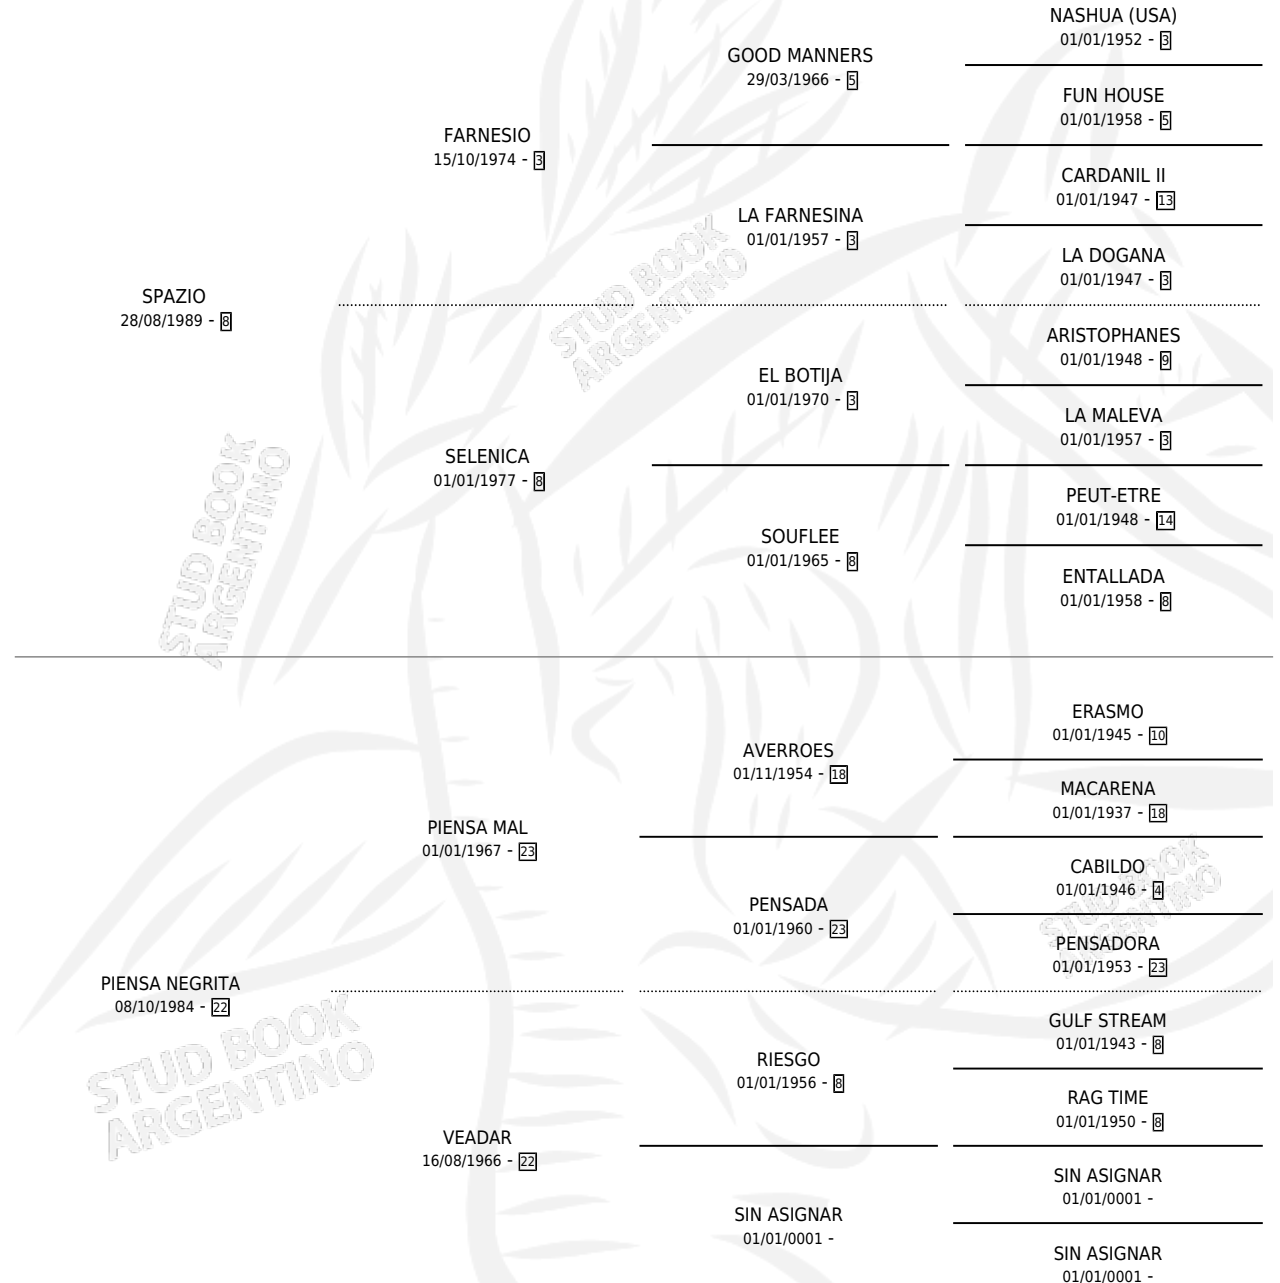 NASHUA (USA)
01/01/1952 - 3
GOOD MANNERS
29/03/1966 - 5
FUN HOUSE
01/01/1958 - 5
FARNESIO
15/10/1974 - 3
CARDANIL II
01/01/1947 - 13
LA FARNESINA
01/01/1957 - 3
LA DOGANA
01/01/1947 - 3
SPAZIO
28/08/1989 - 8
STUD BOOK
ARGENTINO
ARISTOPHANES
01/01/1948 - 9
EL BOTIJA
01/01/1970 - 3
LA MALEVA
01/01/1957 - 3
SELENICA
01/01/1977 - 8
PEUT-ETRE
01/01/1948 - 14
SOUFLEE
01/01/1965 - 8
ENTALLADA
01/01/1958 - 8
STUD BOOK
ARGENTINO
ERASMO
01/01/1945 - 10
AVERROES
01/11/1954 - 18
MACARENA
01/01/1937 - 18
PIENSA MAL
01/01/1967 - 23
CABILDO
01/01/1946 - 4
PENSADA
01/01/1960 - 23
STUD BOOK
ARGENTINO
PENSADORA
01/01/1953 - 23
PIENSA NEGRITA
08/10/1984 - 22
GULF STREAM
01/01/1943 - 8
RIESGO
01/01/1956 - 8
STUD BOOK
ARGENTINO
RAG TIME
01/01/1950 - 8
VEADAR
16/08/1966 - 22
SIN ASIGNAR
01/01/0001 -
SIN ASIGNAR
01/01/0001 -
SIN ASIGNAR
01/01/0001 -